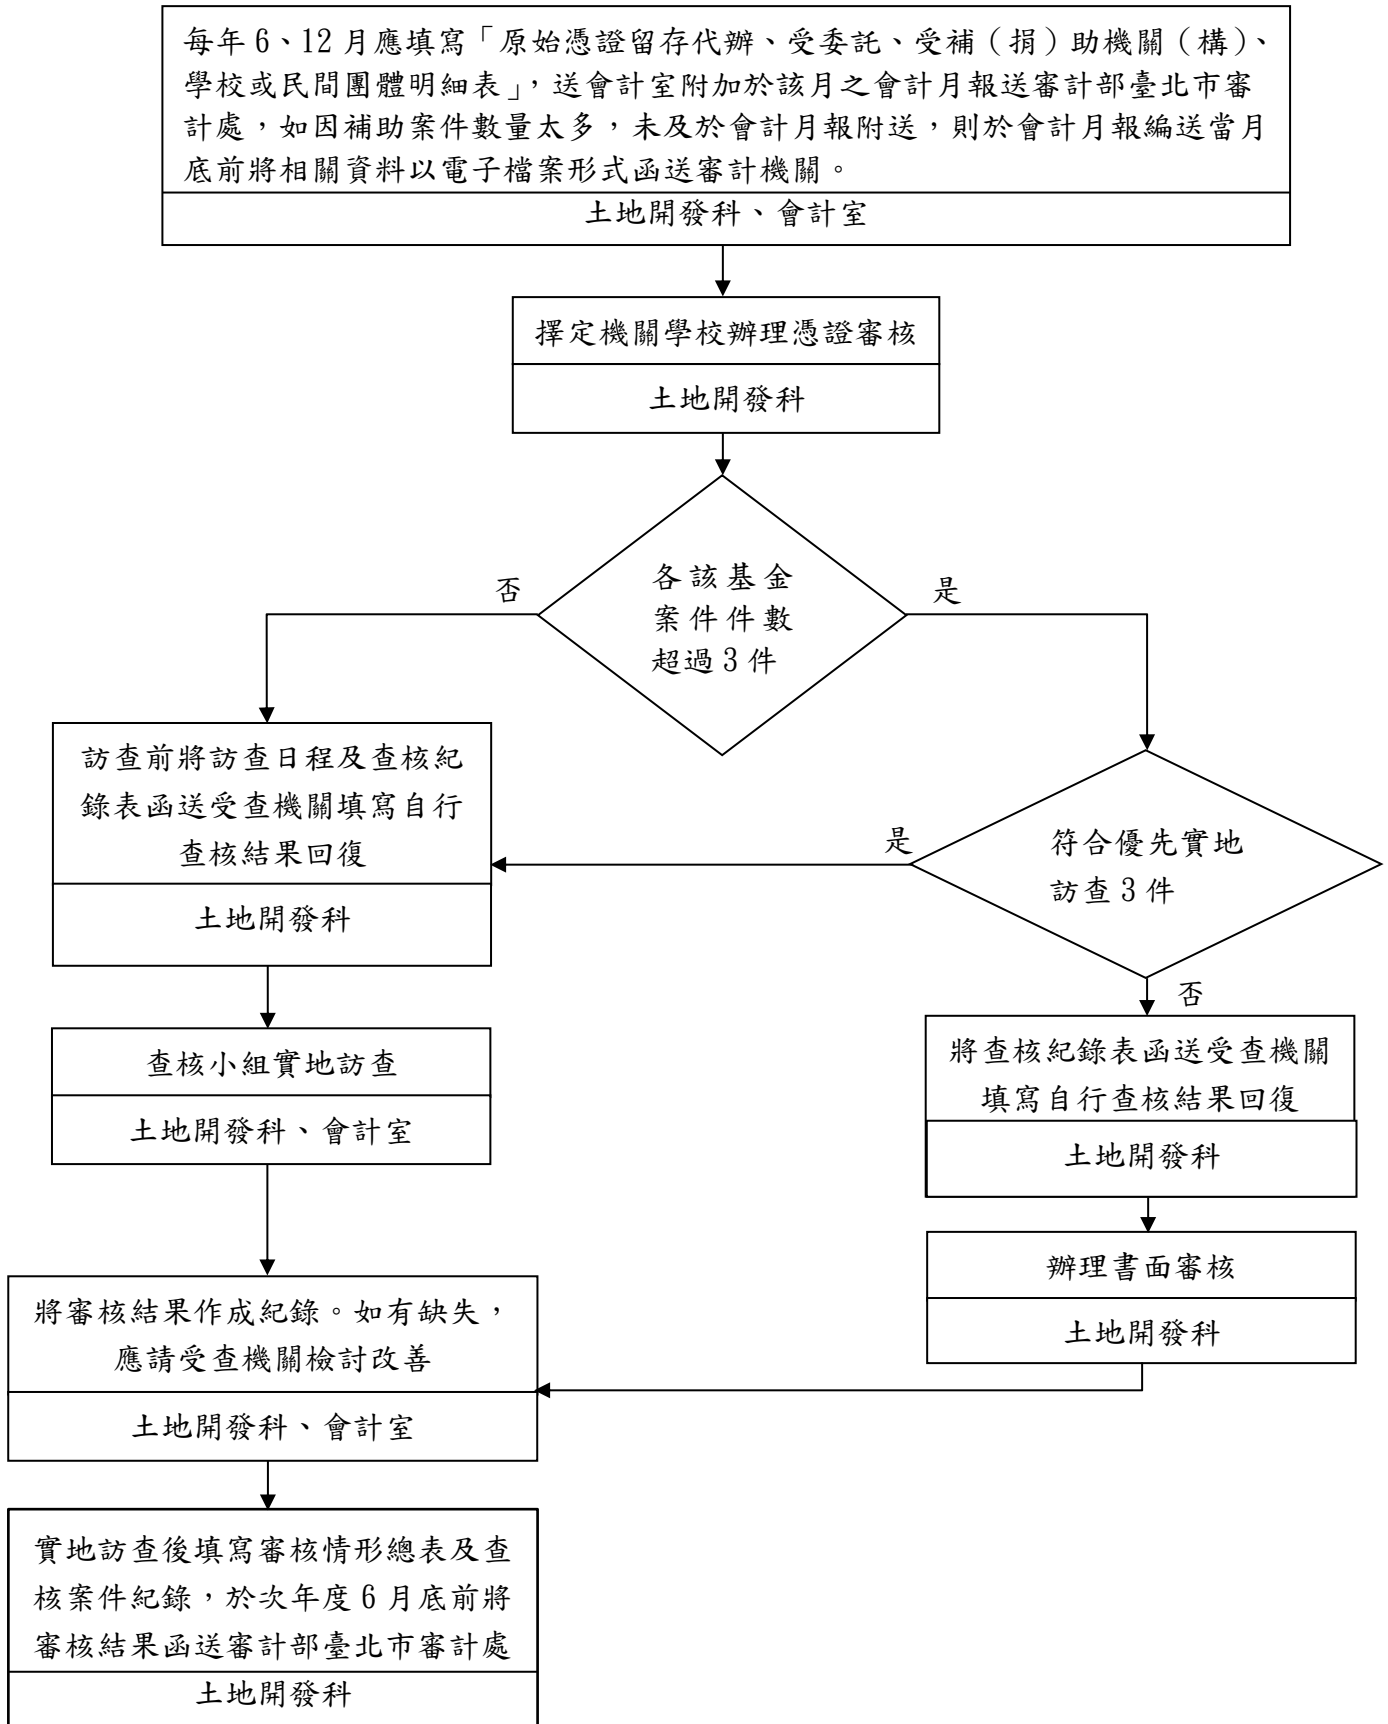 每年 6、12 月應填寫「原始憑證留存代辦、受委託、受補（捐）助機關（構）、
學校或民間團體明細表」，送會計室附加於該月之會計月報送審計部臺北市審
計處，如因補助案件數量太多，未及於會計月報附送，則於會計月報編送當月
底前將相關資料以電子檔案形式函送審計機關。
土地開發科、會計室
擇定機關學校辦理憑證審核
土地開發科
各該基金
案件件數
超過 3 件
否
是
訪查前將訪查日程及查核紀
錄表函送受查機關填寫自行
查核結果回復
土地開發科
是
符合優先實地
訪查 3 件
否
查核小組實地訪查
土地開發科、會計室
將查核紀錄表函送受查機關
填寫自行查核結果回復
土地開發科
辦理書面審核
土地開發科
將審核結果作成紀錄。如有缺失，
應請受查機關檢討改善
土地開發科、會計室
實地訪查後填寫審核情形總表及查
核案件紀錄，於次年度 6 月底前將
審核結果函送審計部臺北市審計處
土地開發科